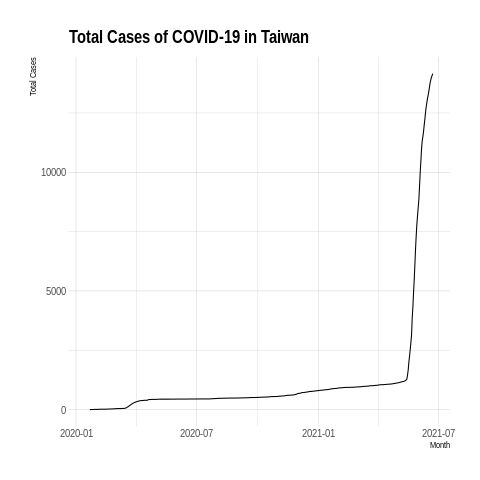 Total Cases of COVID-19 in Taiwan
Total Cases
10000
5000
0
2020-01
2020-07
2021-01
2021-07
Month